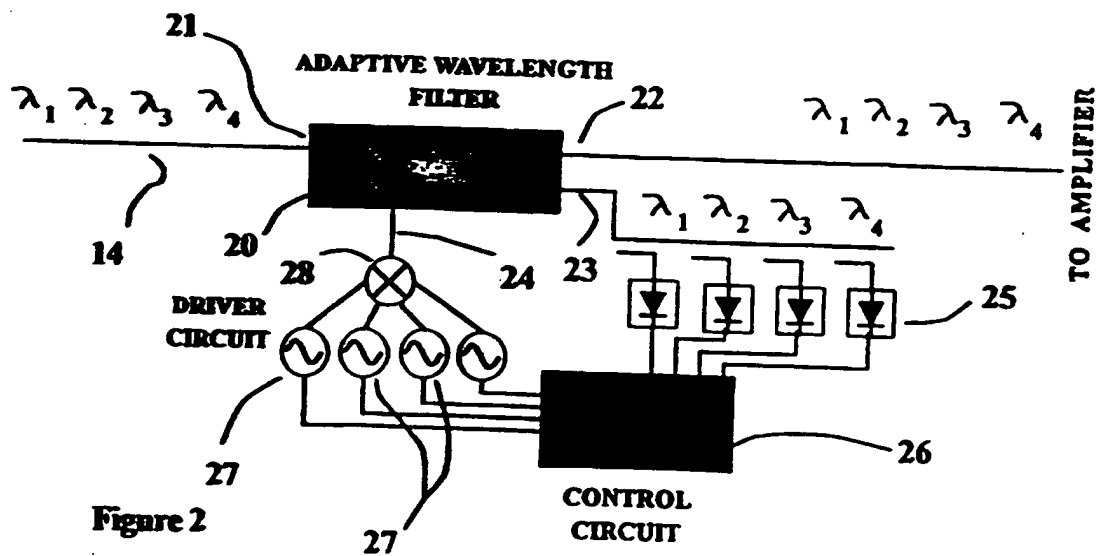 21
ADAPTIVE WAVELENGTH
FILTER
22
λ1 λ2 λ3 λ4
λ1 λ2 λ3 λ4
TO AMPLIFIER
14
20
28
24
23
λ1 λ2 λ3 λ4
25
DRIVER
CIRCUIT
27
27
26
CONTROL
CIRCUIT
Figure 2